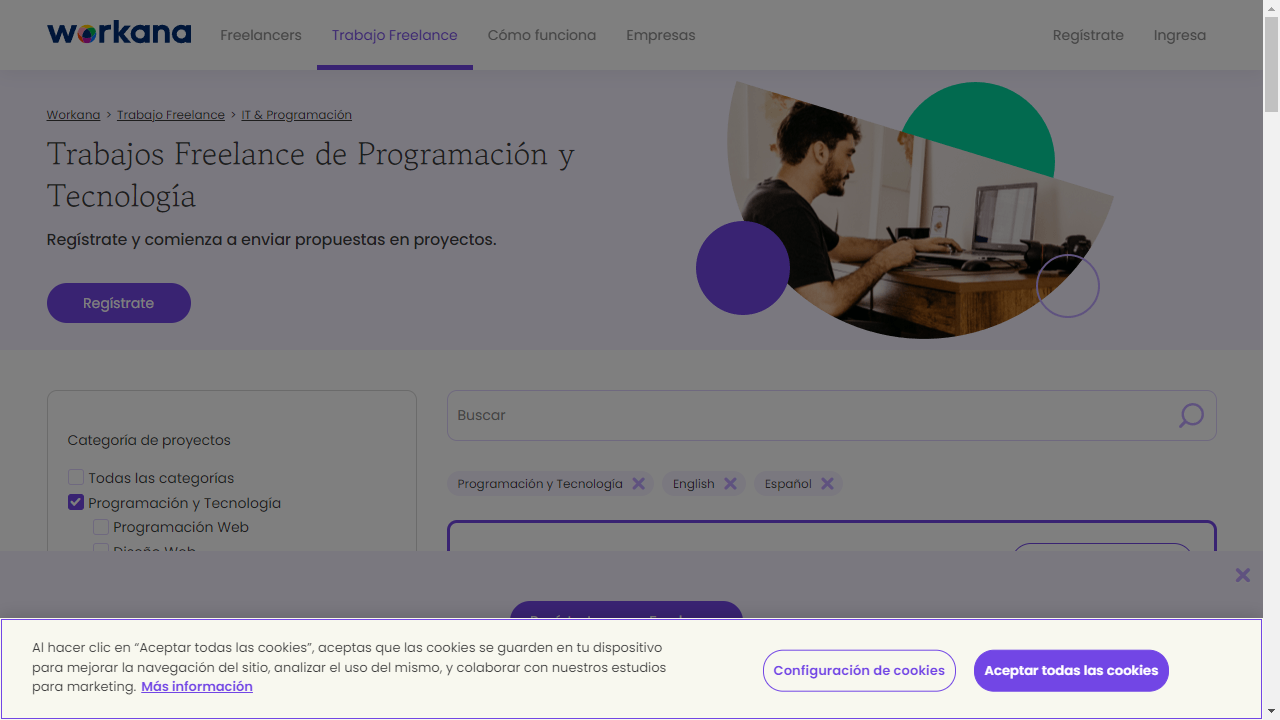 workana
Freelancers
Trabajo Freelance
Cómo funciona
Empresas
Regístrate
Ingresa
Workana > Trabajo Freelance > IT & Programación
Trabajos Freelance de Programación y
Tecnología
Regístrate y comienza a enviar propuestas en proyectos.
Regístrate
Categoría de proyectos
Todas las categorías
Programación y Tecnología
Programación Web
Diseño Web
Buscar
Programación y Tecnología
English
Español
Al hacer clic en “Aceptar todas las cookies”, aceptas que las cookies se guarden en tu dispositivo
para mejorar la navegación del sitio, analizar el uso del mismo, y colaborar con nuestros estudios
para marketing. Más información
Configuración de cookies
Aceptar todas las cookies